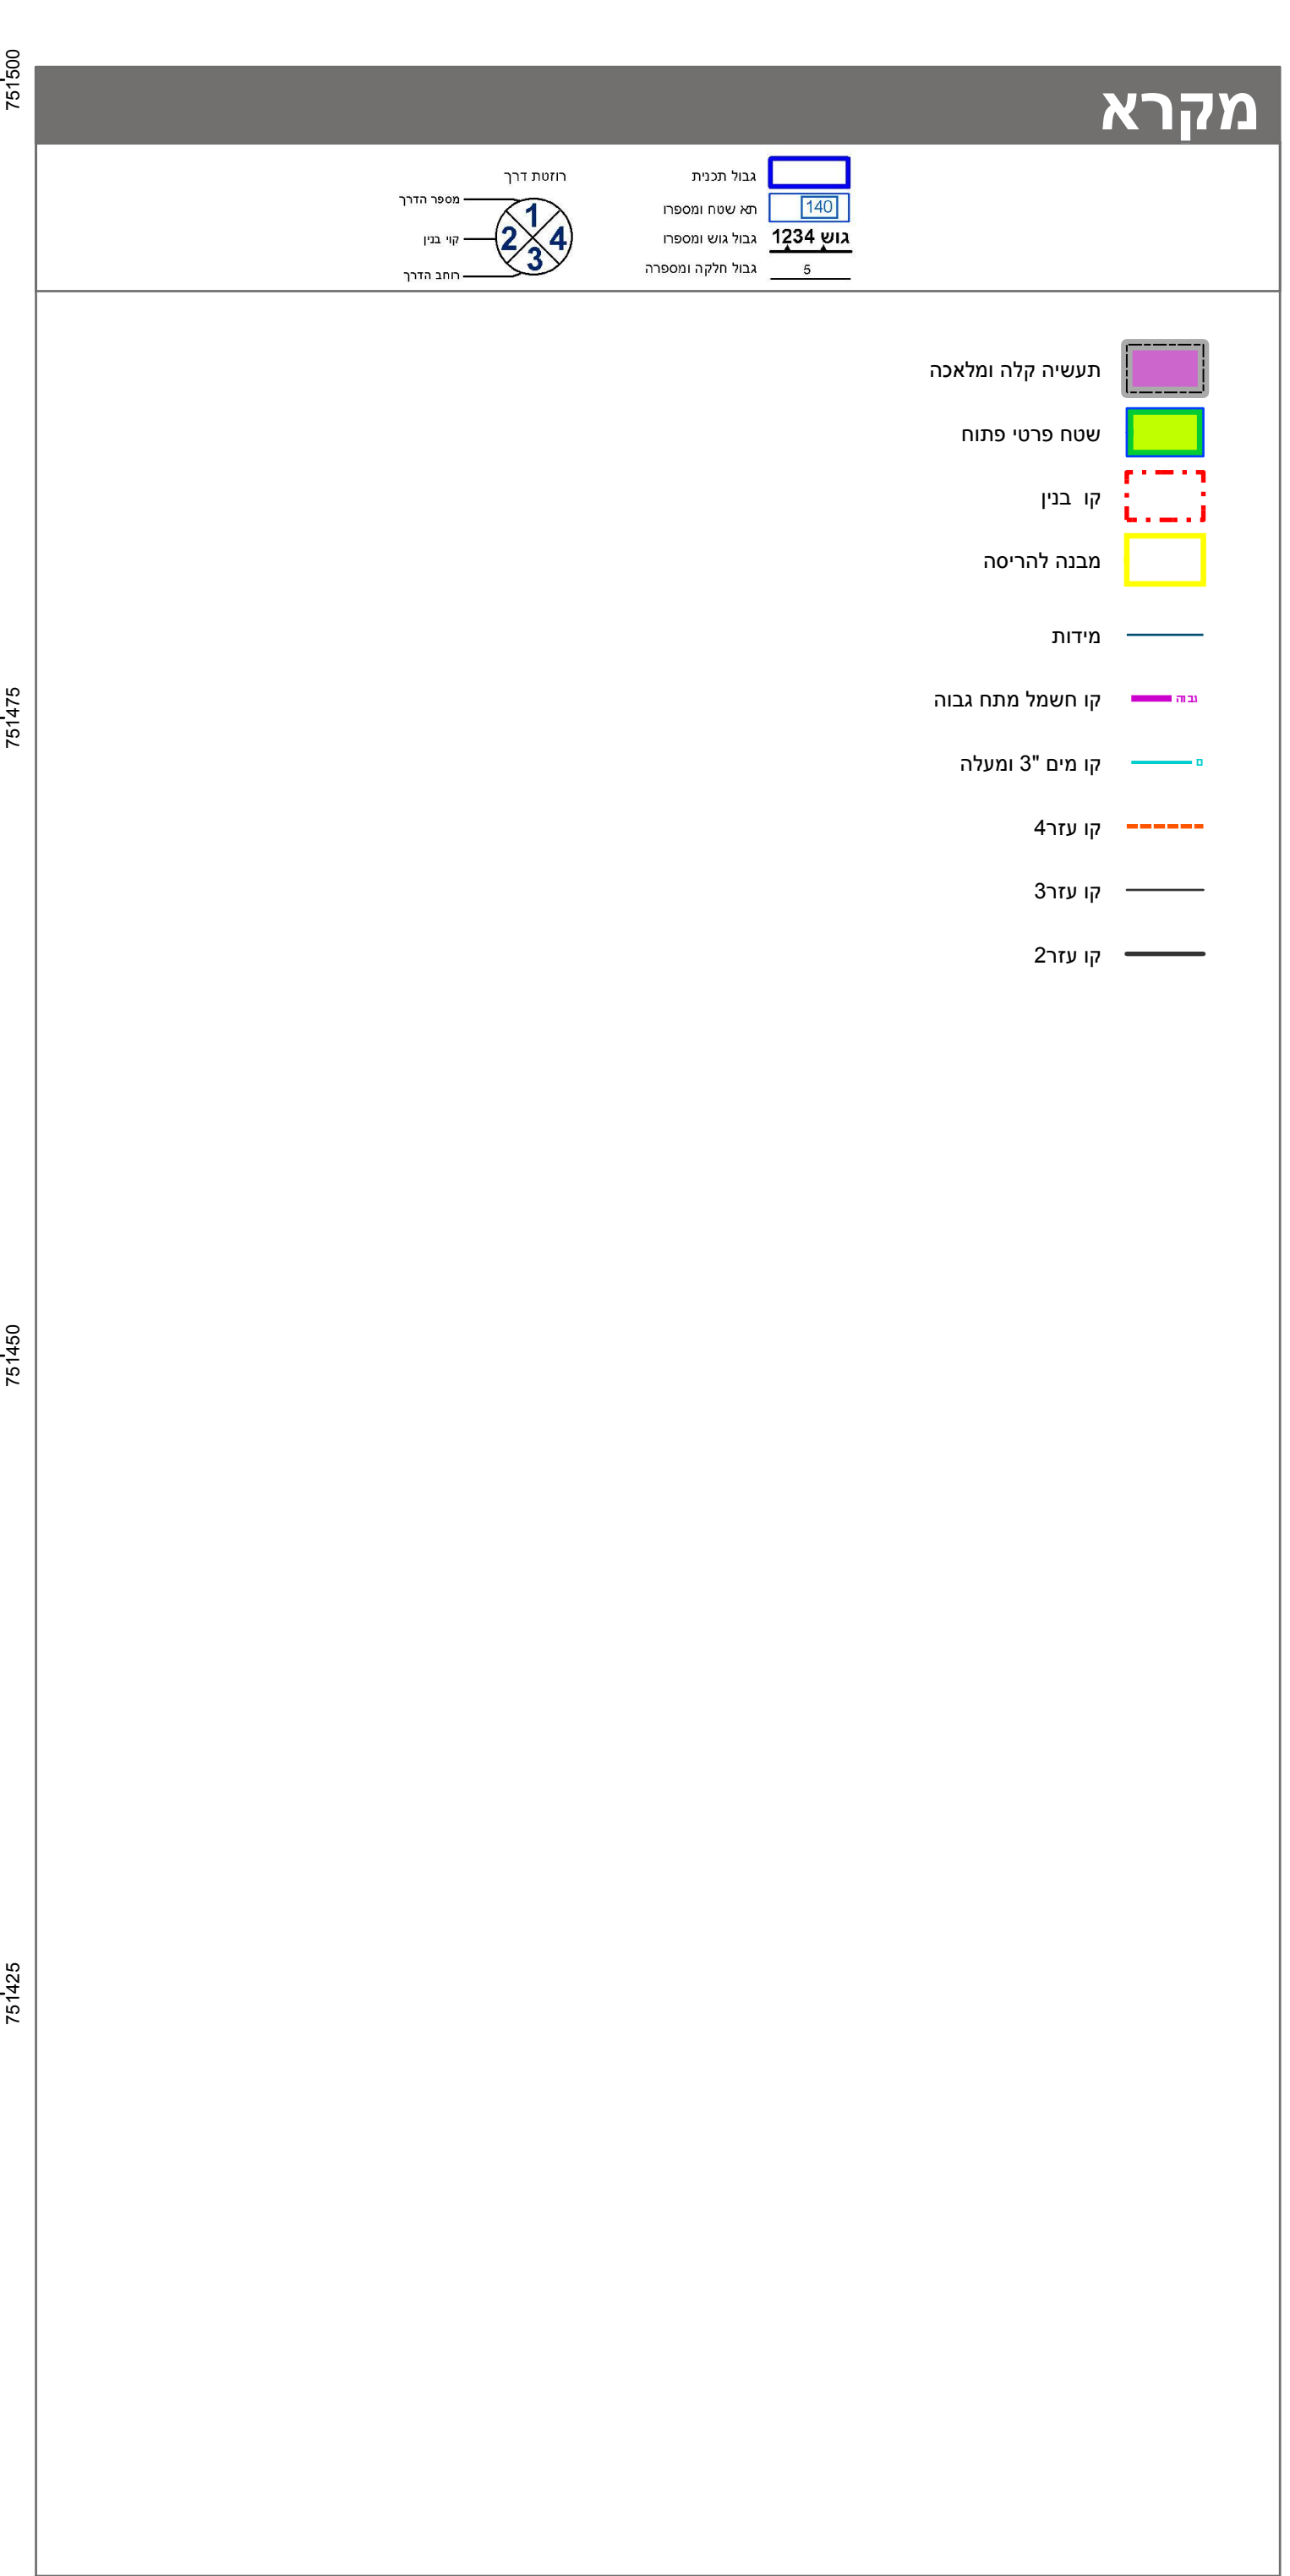 מקרא
גבול תכנית
תא שטח ומספרו
140
גבול גוש ומספרו
גוש 1234
גבול חלקה ומספרה
5
רוזטת דרך
מספר הדרך
קוי בנין
רוחב הדרך
1
2
4
3
תעשיה קלה ומלאכה
שטח פרטי פתוח
קו בנין
מבנה להריסה
מידות
קו חשמל מתח גבוה
גבוה
קו מים "3 ומעלה
קו עזר4
קו עזר3
קו עזר2
751500
751475
751450
751425